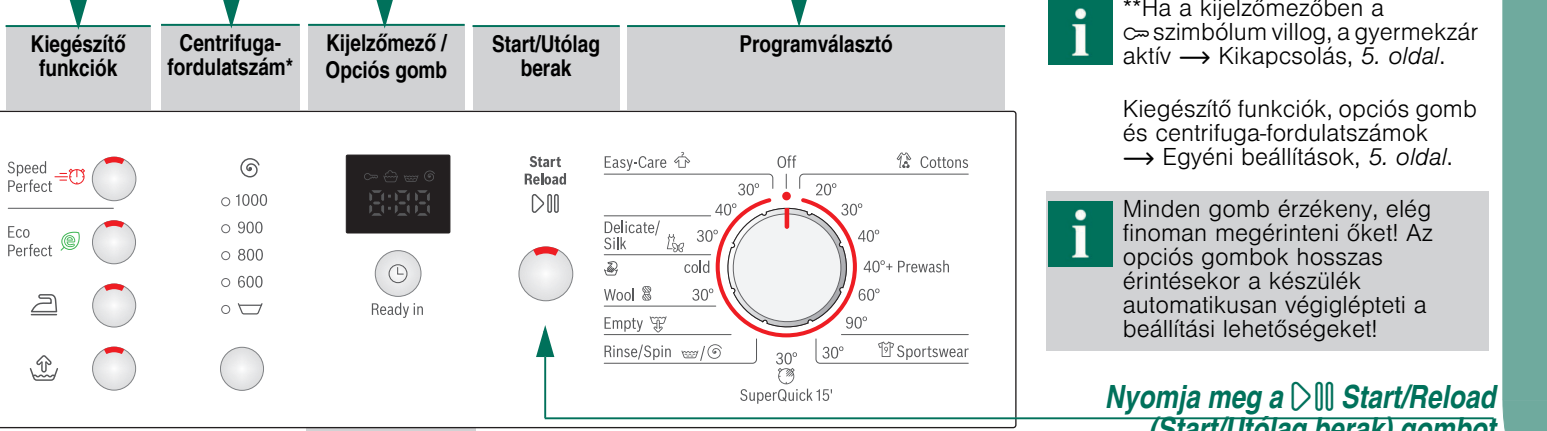 Kiegészítő
funkciók
Centrifuga-
fordulatszám*
Kijelzőmező /
Opciós gomb
Start/Utólag
berak
Programválasztó
Speed
Perfect
Eco
Perfect
1000
900
800
600
8:88
Ready in
Start
Reload
Easy-Care
Off
Cottons
30°
20°
40°
30°
Delicate/
Silk
30°
40°
cold
40°+ Prewash
Wool
30°
60°
Empty
90°
Rinse/Spin
30°
30°
Sportswear
SuperQuick 15'
**Ha a kijelzőmezőben a
szimbólum villog, a gyermekzár
aktív → Kikapcsolás, 5. oldal.
Kiegészítő funkciók, opciós gomb
és centrifuga-fordulatszámok
→ Egyéni beállítások, 5. oldal.
Minden gomb érzékeny, elég
finoman megérinteni őket! Az
opciós gombok hosszas
érintésekor a készülék
automatikusan végiglépteti a
beállítási lehetőségeket!
Nyomja meg a Start/Reload
(Start/Utólag berak) gombot